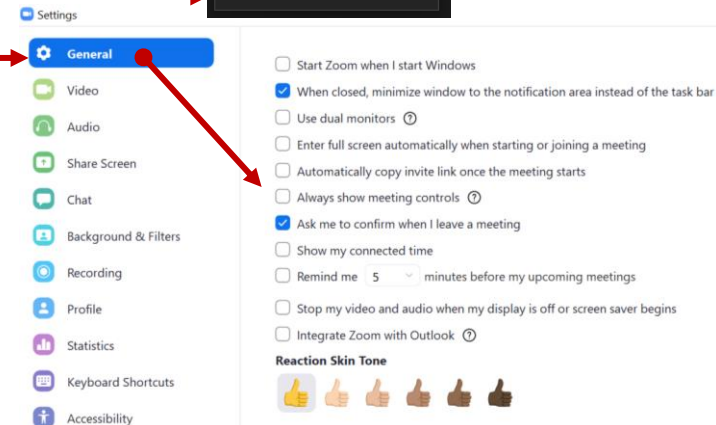 Settings
General
Video
Audio
Share Screen
Chat
Background & Filters
Recording
Profile
Statistics
Keyboard Shortcuts
Accessibility
Start Zoom when I start Windows
When closed, minimize window to the notification area instead of the task bar
Use dual monitors ?
Enter full screen automatically when starting or joining a meeting
Automatically copy invite link once the meeting starts
Always show meeting controls ?
Ask me to confirm when I leave a meeting
Show my connected time
Remind me 5 minutes before my upcoming meetings
Stop my video and audio when my display is off or screen saver begins
Integrate Zoom with Outlook ?
Reaction Skin Tone